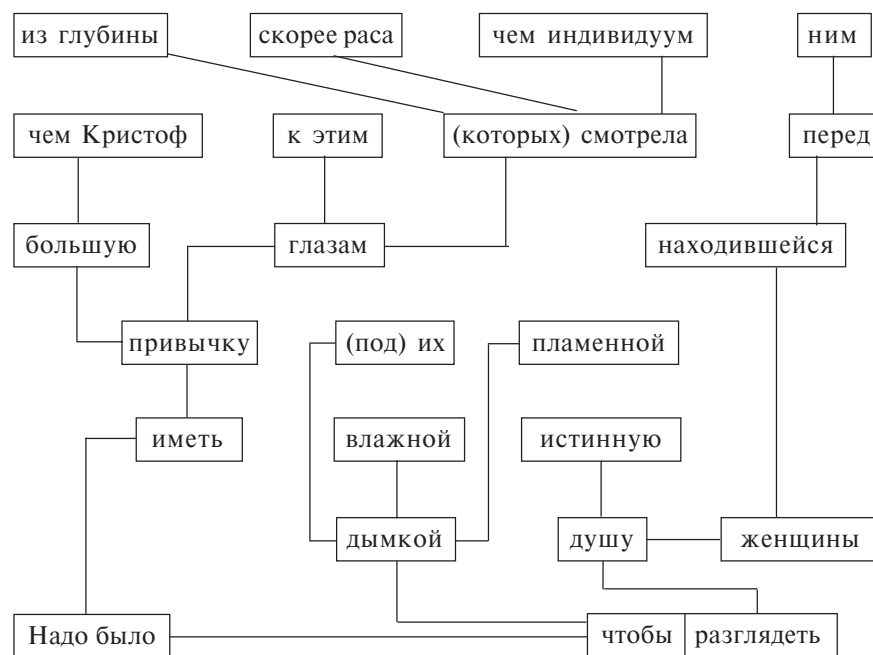 из глубины скорее раса чем индивидуум ним
чем Кристоф к этим (которых) смотрела перед
большую глазам находившейся
привычку (под) их пламенной
иметь влажной истинную
дымкой душу женщины
Надо было чтобы разглядеть